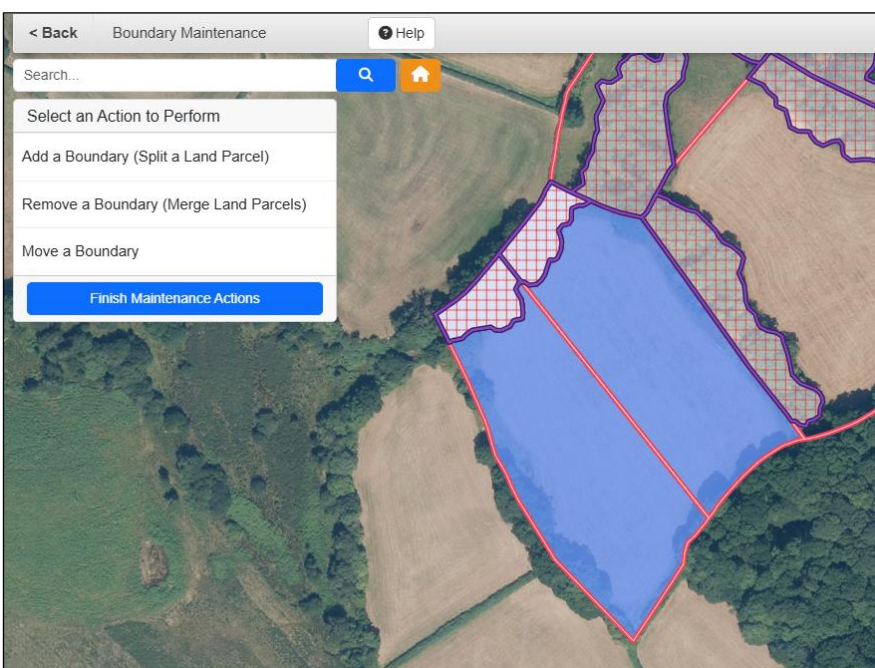 < Back Boundary Maintenance Help
Search...
Select an Action to Perform
Add a Boundary (Split a Land Parcel)
Remove a Boundary (Merge Land Parcels)
Move a Boundary
Finish Maintenance Actions